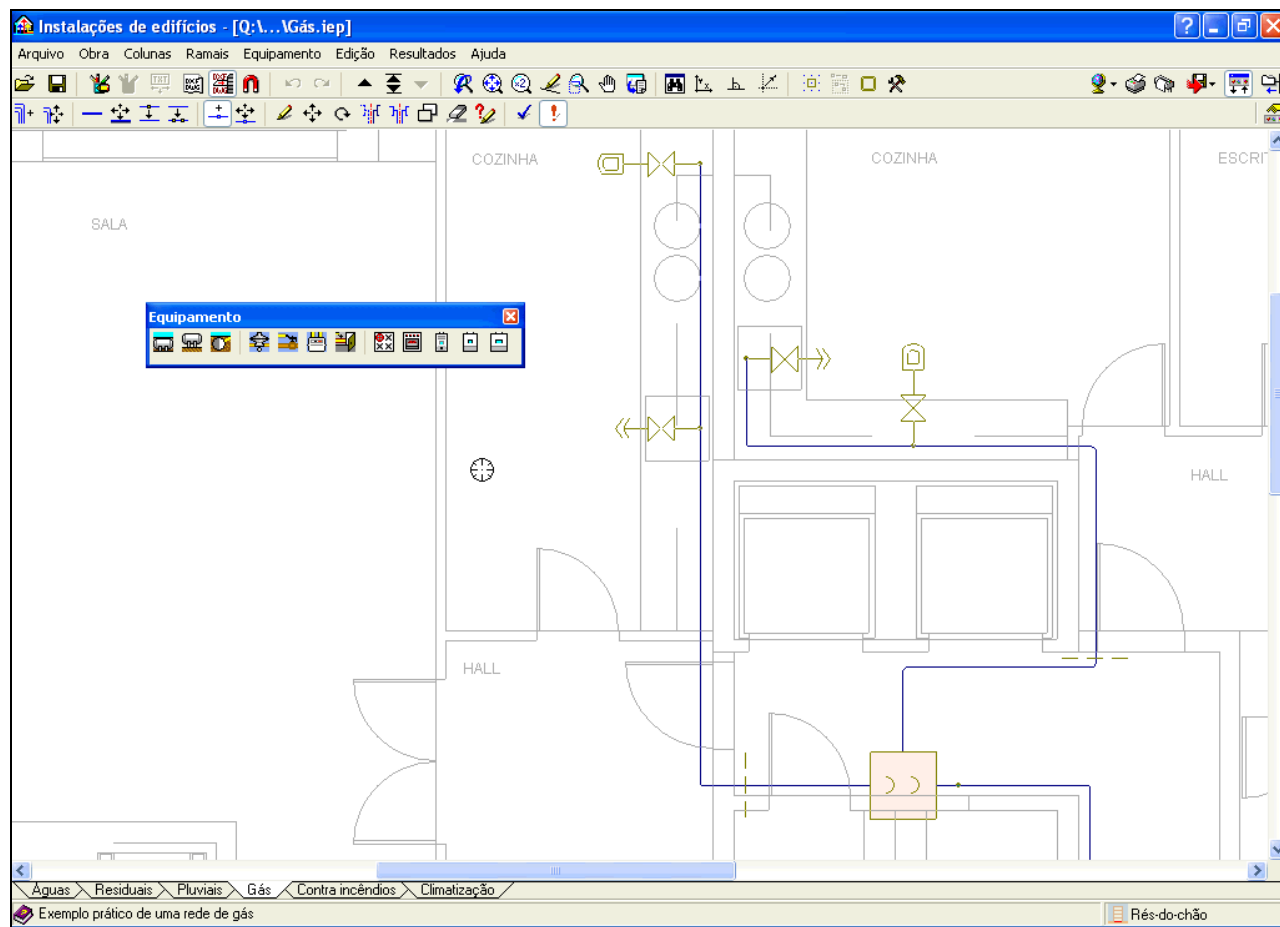 Instalações de edifícios - [Q:\...\Gás.iep]
Arquivo Obra Colunas Ramais Equipamento Edição Resultados Ajuda
COZINHA
COZINHA
ESCRIT
SALA
Equipamento
HALL
HALL
Águas Residuais Pluviais Gás Contra incêndios Climatização
Exemplo prático de uma rede de gás
Rés-do-chão